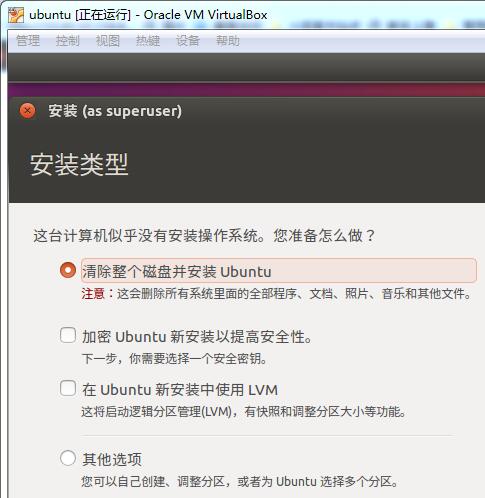 ubuntu [正在运行] - Oracle VM VirtualBox
管理 控制 视图 热键 设备 帮助
安装 (as superuser)
安装类型
这台计算机似乎没有安装操作系统。您准备怎么做？
清除整个磁盘并安装 Ubuntu
注意：这会删除所有系统里面的全部程序、文档、照片、音乐和其他文件。
加密 Ubuntu 新安装以提高安全性。
下一步，你需要选择一个安全密钥。
在 Ubuntu 新安装中使用 LVM
这将启动逻辑分区管理(LVM)，有快照和调整分区大小等功能。
其他选项
您可以自己创建、调整分区，或者为 Ubuntu 选择多个分区。